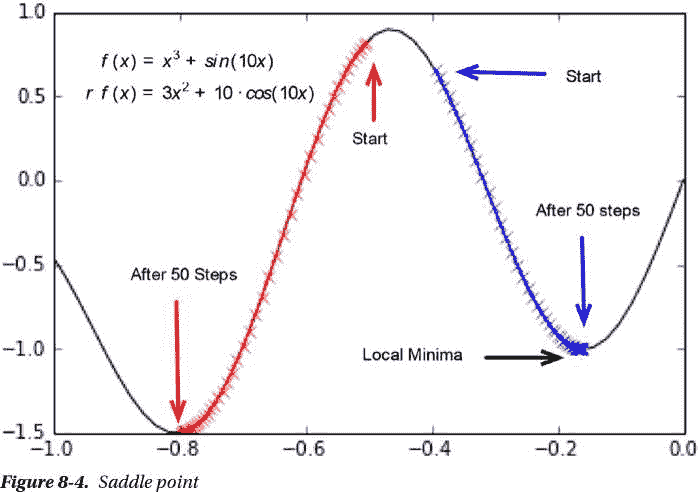 1.0
f(x) = x³ + sin(10x)
r f(x) = 3x² + 10 · cos(10x)
Start
Start
0.5
0.0
After 50 steps
After 50 Steps
−0.5
−1.0
Local Minima
−1.5
−1.0 −0.8 −0.6 −0.4 −0.2 0.0
Figure 8-4. Saddle point